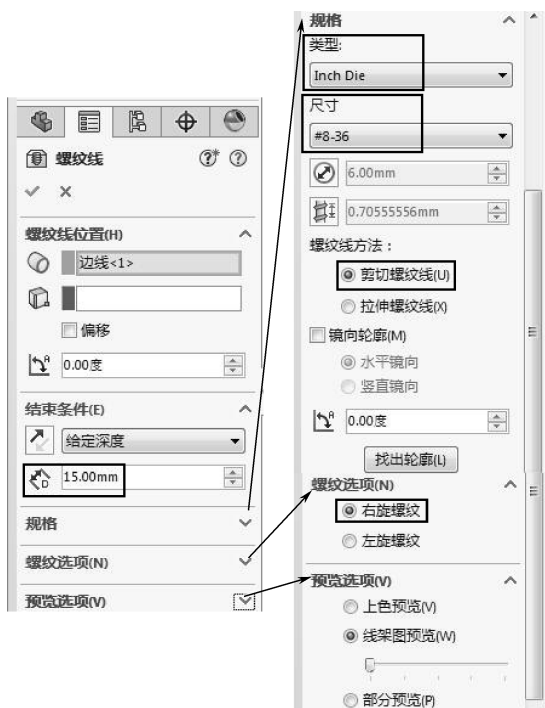 螺纹线
螺纹线位置(H)
边线<1>
偏移
0.00度
结束条件(E)
给定深度
15.00mm
规格
螺纹选项(N)
预览选项(V)
规格
类型:
Inch Die
尺寸
#8-36
6.00mm
0.70555556mm
螺纹线方法：
剪切螺纹线(U)
拉伸螺纹线(X)
镜向轮廓(M)
水平镜向
竖直镜向
0.00度
找出轮廓(L)
螺纹选项(N)
右旋螺纹
左旋螺纹
预览选项(V)
上色预览(V)
线架图预览(W)
部分预览(P)